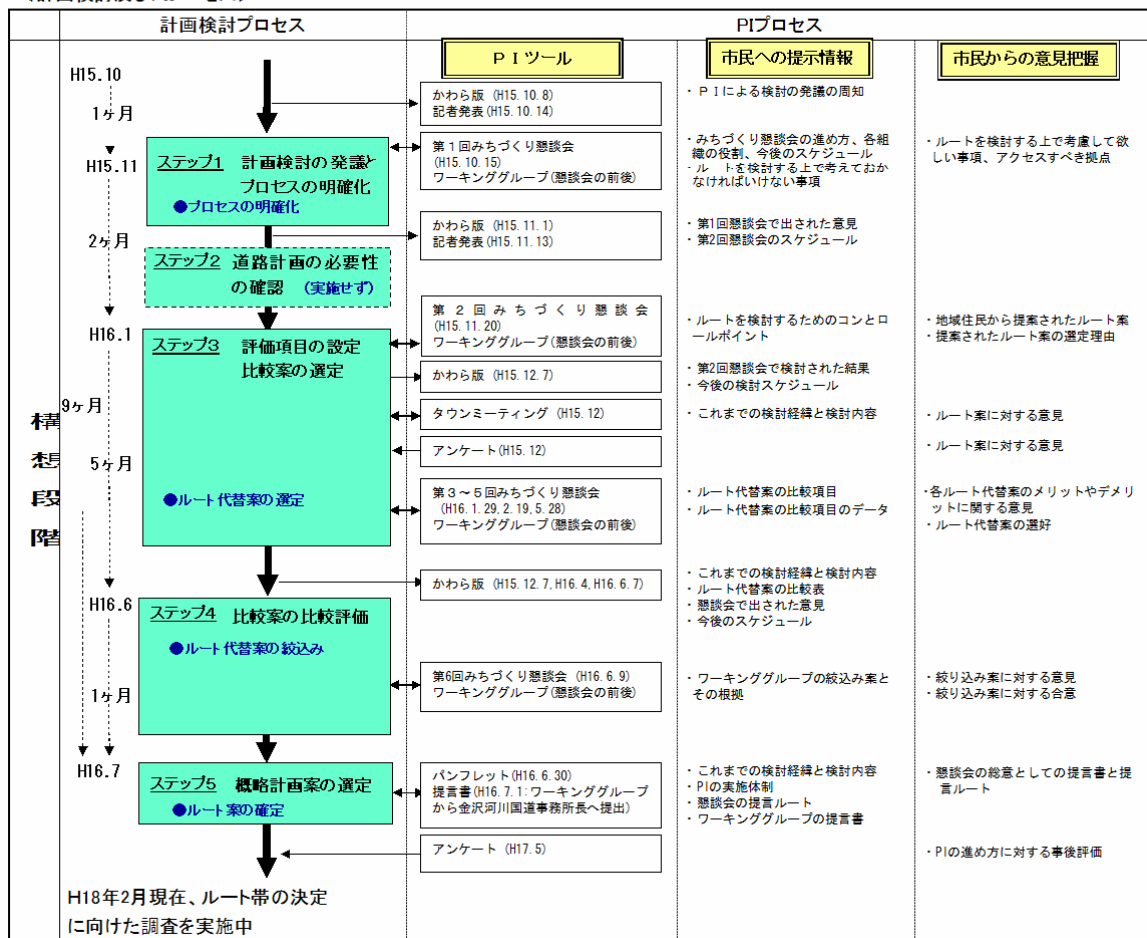 計画検討プロセス
PIプロセス
ＰＩツール
市民への提示情報
市民からの意見把握
構想段階
H15.10
1ヶ月
H15.11
2ヶ月
H16.1
9ヶ月
5ヶ月
H16.6
1ヶ月
H16.7
かわら版 (H15.10.8)
記者発表(H15.10.14)
・ＰＩによる検討の発議の周知
ステップ1 計画検討の発議と
プロセスの明確化
●プロセスの明確化
第１回みちづくり懇談会
(H15.10.15)
ワーキンググループ(懇談会の前後)
・みちづくり懇談会の進め方、各組
織の役割、今後のスケジュール
・ルートを検討する上で考えておか
なければいけない事項
・ルートを検討する上で考慮して欲
しい事項、アクセスすべき拠点
かわら版 (H15.11.1)
記者発表(H15.11.13)
・第1回懇談会で出された意見
・第2回懇談会のスケジュール
ステップ2 道路計画の必要性
の確認 (実施せず)
ステップ3 評価項目の設定
比較案の選定
●ルート代替案の選定
第２回みちづくり懇談会
(H15.11.20)
ワーキンググループ(懇談会の前後)
・ルートを検討するためのコンとロ
ールポイント
・地域住民から提案されたルート案
・提案されたルート案の選定理由
かわら版 (H15.12.7)
・第2回懇談会で検討された結果
・今後の検討スケジュール
タウンミーティング (H15.12)
・これまでの検討経緯と検討内容
・ルート案に対する意見
アンケート(H15.12)
・ルート案に対する意見
第３～５回みちづくり懇談会
(H16.1.29, 2.19, 5.28)
ワーキンググループ(懇談会の前後)
・ルート代替案の比較項目
・ルート代替案の比較項目のデータ
・各ルート代替案のメリットやデメリ
ットに関する意見
・ルート代替案の選好
かわら版 (H15.12.7, H16.4, H16.6.7)
・これまでの検討経緯と検討内容
・ルート代替案の比較表
・懇談会で出された意見
・今後のスケジュール
ステップ4 比較案の比較評価
●ルート代替案の絞込み
第6回みちづくり懇談会 (H16.6.9)
ワーキンググループ(懇談会の前後)
・ワーキンググループの絞込み案と
その根拠
・絞り込み案に対する意見
・絞り込み案に対する合意
ステップ5 概略計画案の選定
●ルート案の確定
パンフレット(H16.6.30)
提言書(H16.7.1:ワーキンググループ
から金沢河川国道事務所長へ提出)
・これまでの検討経緯と検討内容
・PIの実施体制
・懇談会の提言ルート
・ワーキンググループの提言書
・懇談会の総意としての提言書と提
言ルート
アンケート (H17.5)
・PIの進め方に対する事後評価
H18年2月現在、ルート帯の決定
に向けた調査を実施中